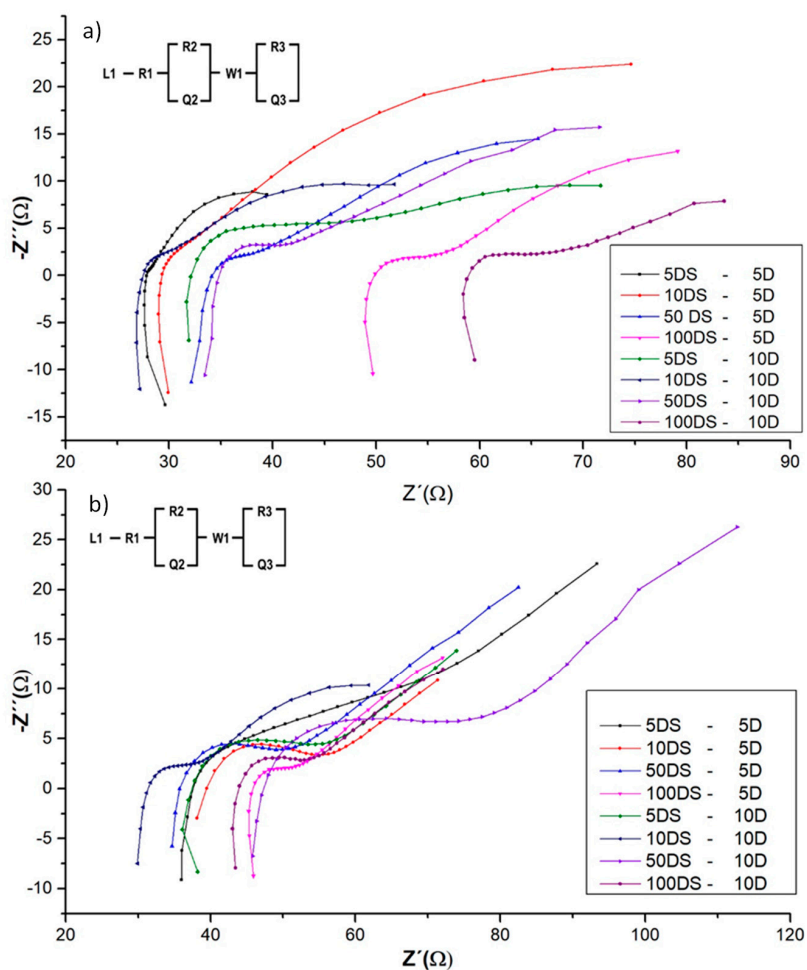 a)
R2
R3
L1 — R1
W1
Q2
Q3
-Z´´(Ω)
25
20
15
10
5
0
-5
-10
-15
20 30 40 50 60 70 80 90
Z´(Ω)
5DS - 5D
10DS - 5D
50 DS - 5D
100DS - 5D
5DS - 10D
10DS - 10D
50DS - 10D
100DS - 10D
b)
R2
R3
L1 — R1
W1
Q2
Q3
-Z´´(Ω)
30
25
20
15
10
5
0
-5
-10
20 40 60 80 100 120
Z´(Ω)
5DS - 5D
10DS - 5D
50DS - 5D
100DS - 5D
5DS - 10D
10DS - 10D
50DS - 10D
100DS - 10D